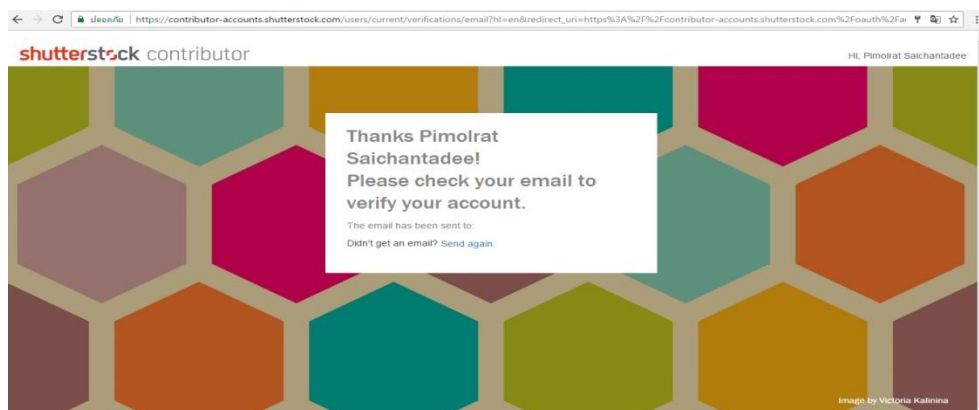 ปลอดภัย | https://contributor-accounts.shutterstock.com/users/current/verifications/email?hl=en&redirect_uri=https%3A%2F%2Fcontributor-accounts.shutterstock.com%2Foauth%2Fau
shutterstock contributor
Hi, Pimolrat Saichantadee
Thanks Pimolrat
Saichantadee!
Please check your email to
verify your account.
The email has been sent to:
Didn't get an email? Send again.
Image by Victoria Kalinina